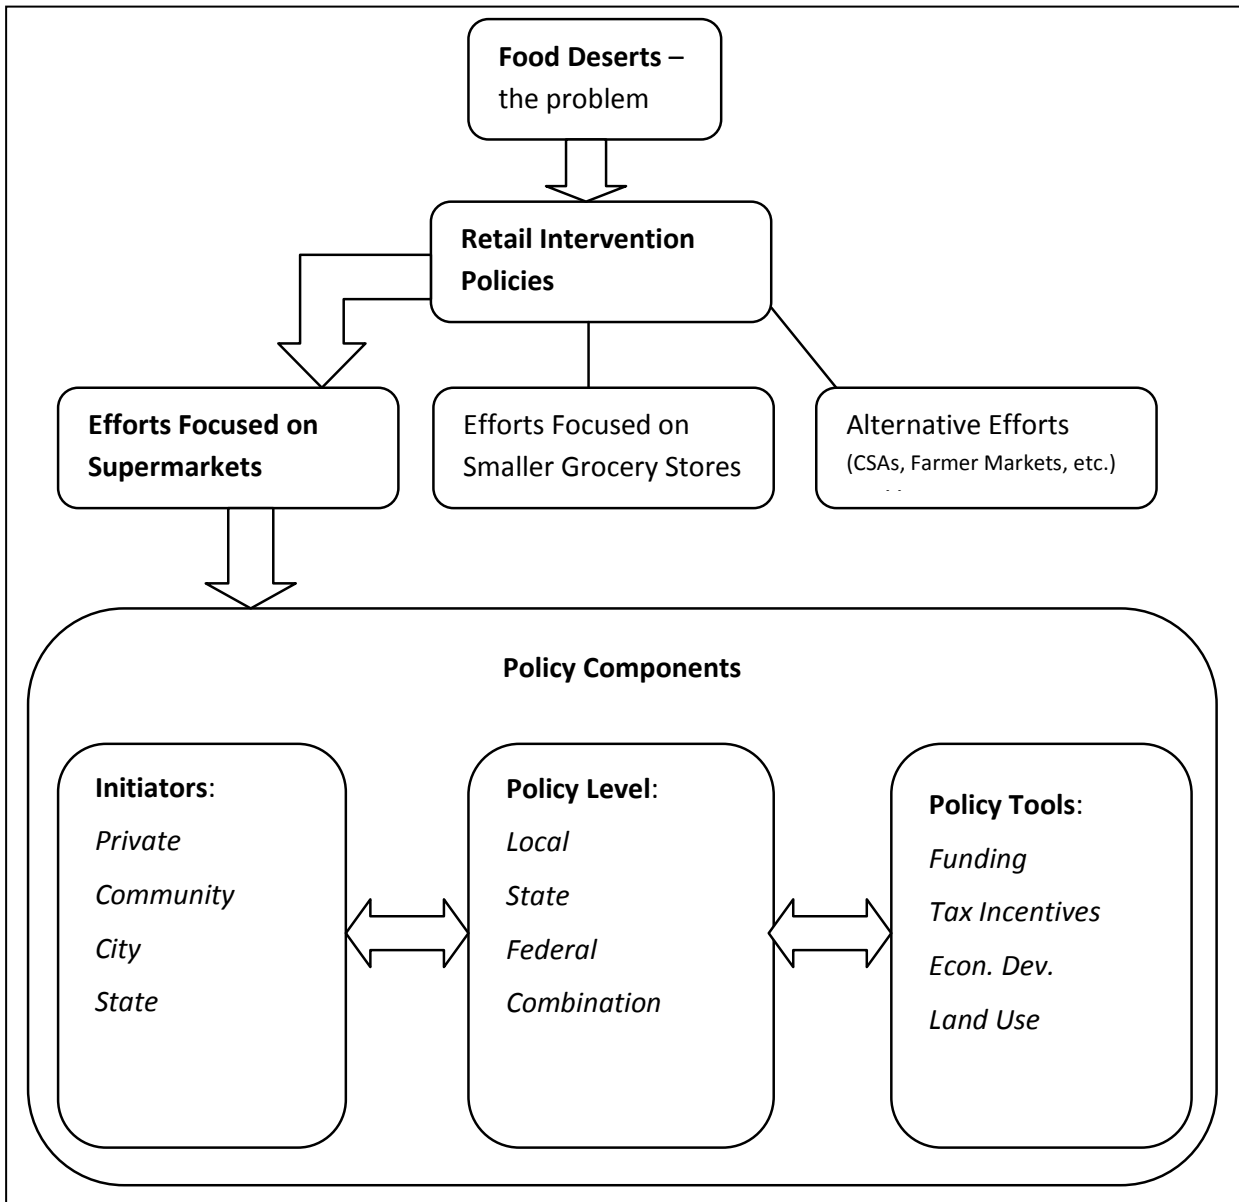 Food Deserts –
the problem
Retail Intervention
Policies
Efforts Focused on
Supermarkets
Efforts Focused on
Smaller Grocery Stores
Alternative Efforts
(CSAs, Farmer Markets, etc.)
Policy Components
Initiators:
Private
Community
City
State
Policy Level:
Local
State
Federal
Combination
Policy Tools:
Funding
Tax Incentives
Econ. Dev.
Land Use